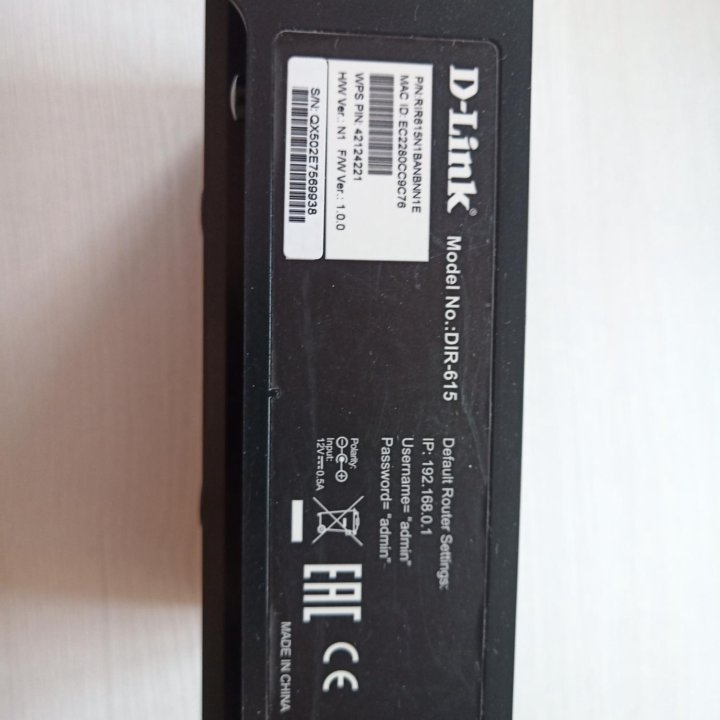 D-Link®
Model No.:DIR-615
P/N:RIR615N1BANBNN1E
MAC ID: EC2280CC9C76
WPS PIN: 42124221
H/W Ver.: N1 F/W Ver.: 1.0.0
S/N: QX502E7569938
Default Router Settings:
IP: 192.168.0.1
Username= "admin"
Password= "admin"
Polarity:
Input:
12V⎓0.5A
EAC CE
MADE IN CHINA